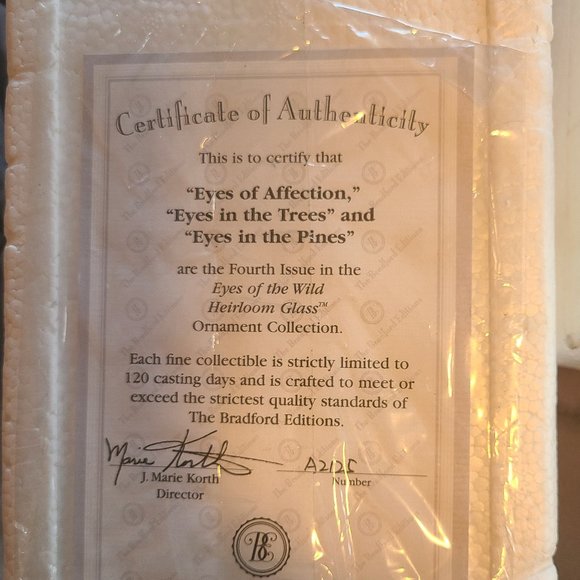 Certificate of Authenticity
This is to certify that
“Eyes of Affection,”
“Eyes in the Trees” and
“Eyes in the Pines”
are the Fourth Issue in the
Eyes of the Wild
Heirloom Glass™
Ornament Collection.
Each fine collectible is strictly limited to
120 casting days and is crafted to meet or
exceed the strictest quality standards of
The Bradford Editions.
Marie Korth
J. Marie Korth
Director
A2125
Number
BE